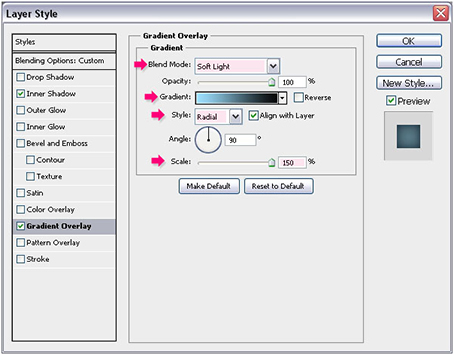 Layer Style
Styles
Blending Options: Custom
Drop Shadow
Inner Shadow
Outer Glow
Inner Glow
Bevel and Emboss
Contour
Texture
Satin
Color Overlay
Gradient Overlay
Pattern Overlay
Stroke
Gradient Overlay
Gradient
Blend Mode: Soft Light
Opacity: 100 %
Gradient: Reverse
Style: Radial Align with Layer
Angle: 90 °
Scale: 150 %
Make Default Reset to Default
OK
Cancel
New Style...
Preview